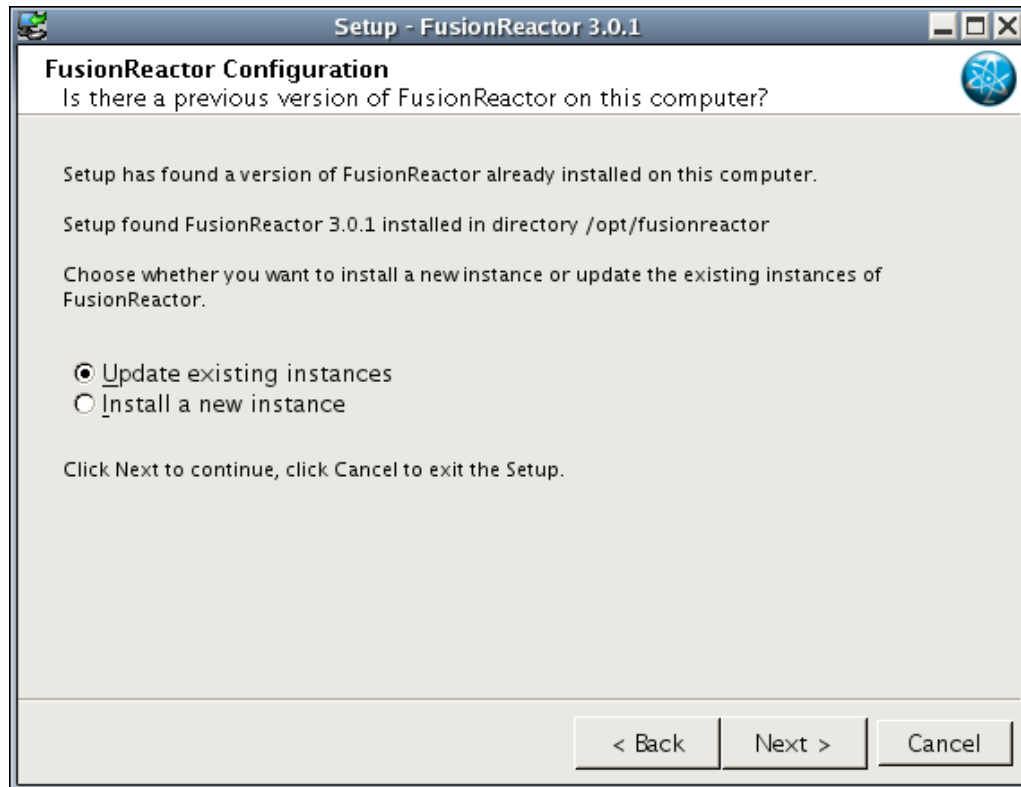 Setup - FusionReactor 3.0.1
FusionReactor Configuration
Is there a previous version of FusionReactor on this computer?
Setup has found a version of FusionReactor already installed on this computer.
Setup found FusionReactor 3.0.1 installed in directory /opt/fusionreactor
Choose whether you want to install a new instance or update the existing instances of
FusionReactor.
Update existing instances
Install a new instance
Click Next to continue, click Cancel to exit the Setup.
< Back Next > Cancel